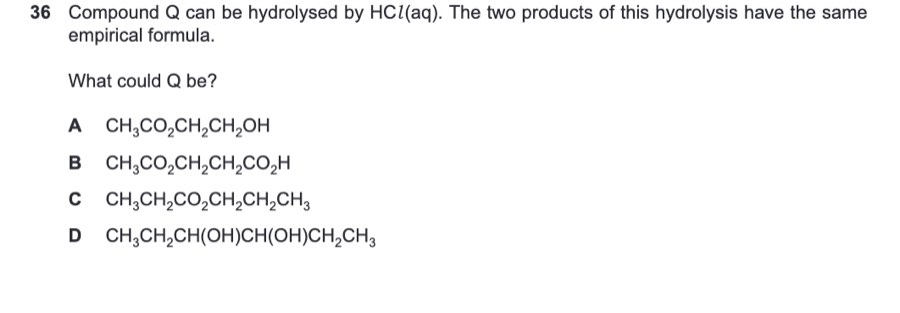 36 Compound Q can be hydrolysed by HCl(aq). The two products of this hydrolysis have the same
empirical formula.
What could Q be?
A CH₃CO₂CH₂CH₂OH
B CH₃CO₂CH₂CH₂CO₂H
C CH₃CH₂CO₂CH₂CH₂CH₃
D CH₃CH₂CH(OH)CH(OH)CH₂CH₃